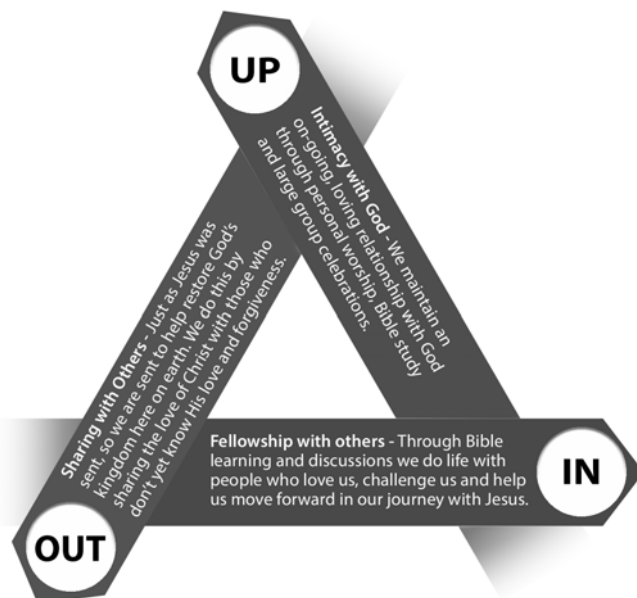 UP
Intimacy with God - We maintain an
on-going, loving relationship with God
through personal worship, Bible study
and large group celebrations.
Sharing with Others - Just as Jesus was
sent, so we are sent to help restore God's
kingdom here on earth. We do this by
sharing the love of Christ with those who
don't yet know His love and forgiveness.
Fellowship with others - Through Bible
learning and discussions we do life with
people who love us, challenge us and help
us move forward in our journey with Jesus.
IN
OUT